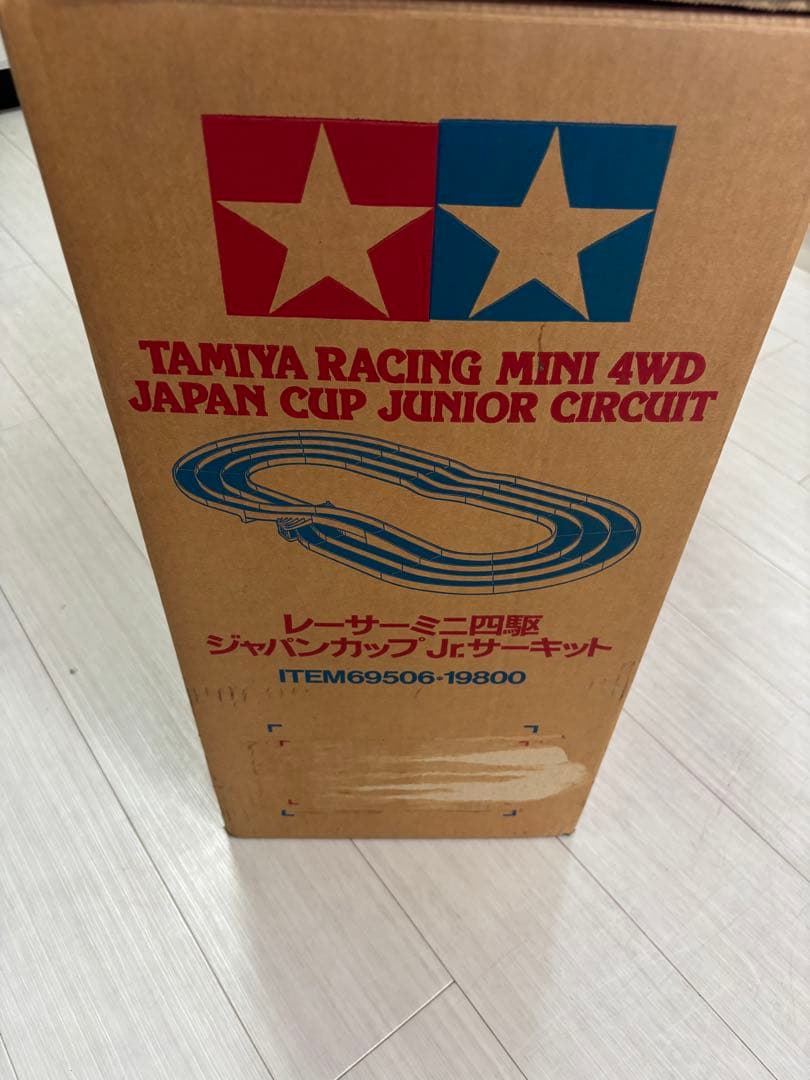 TAMIYA RACING MINI 4WD
JAPAN CUP JUNIOR CIRCUIT
レーサーミニ四駆
ジャパンカップJr.サーキット
ITEM69506*19800